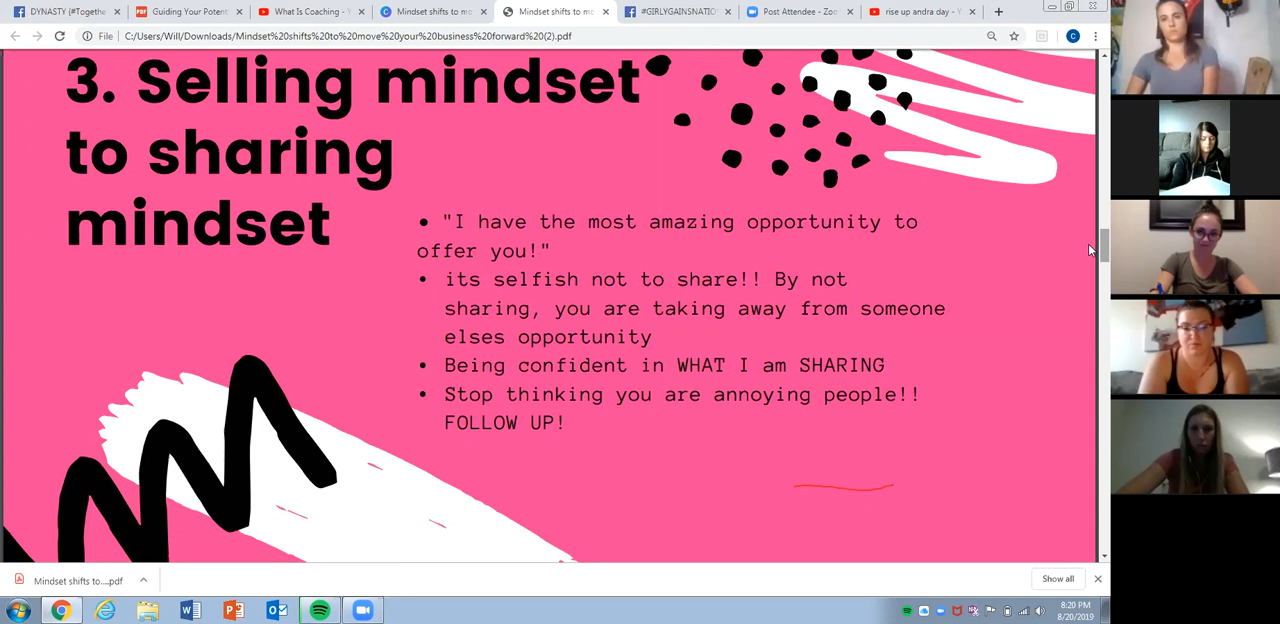 DYNASTY (#Togethe
Guiding Your Potent
What Is Coaching - Y
Mindset shifts to mo
Mindset shifts to mo
#GIRLYGAINSNATIO
Post Attendee - Zoo
rise up andra day - Y
File
C:/Users/Will/Downloads/Mindset%20shifts%20to%20move%20your%20business%20forward%20(2).pdf
C
3. Selling mindset
to sharing
mindset
• "I have the most amazing opportunity to
offer you!"
• its selfish not to share!! By not
sharing, you are taking away from someone
elses opportunity
• Being confident in WHAT I am SHARING
• Stop thinking you are annoying people!!
FOLLOW UP!
Mindset shifts to....pdf
Show all
8:20 PM
8/20/2019